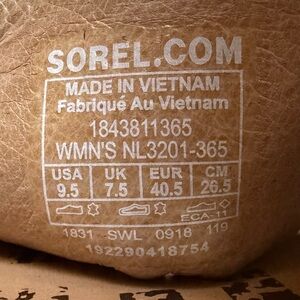 SOREL.COM
MADE IN VIETNAM
Fabriqué Au Vietnam
1843811365
WMN'S NL3201-365
USA UK EUR CM
9.5 7.5 40.5 26.5
ECA-11
1831 SWL 0918 119
192290418754